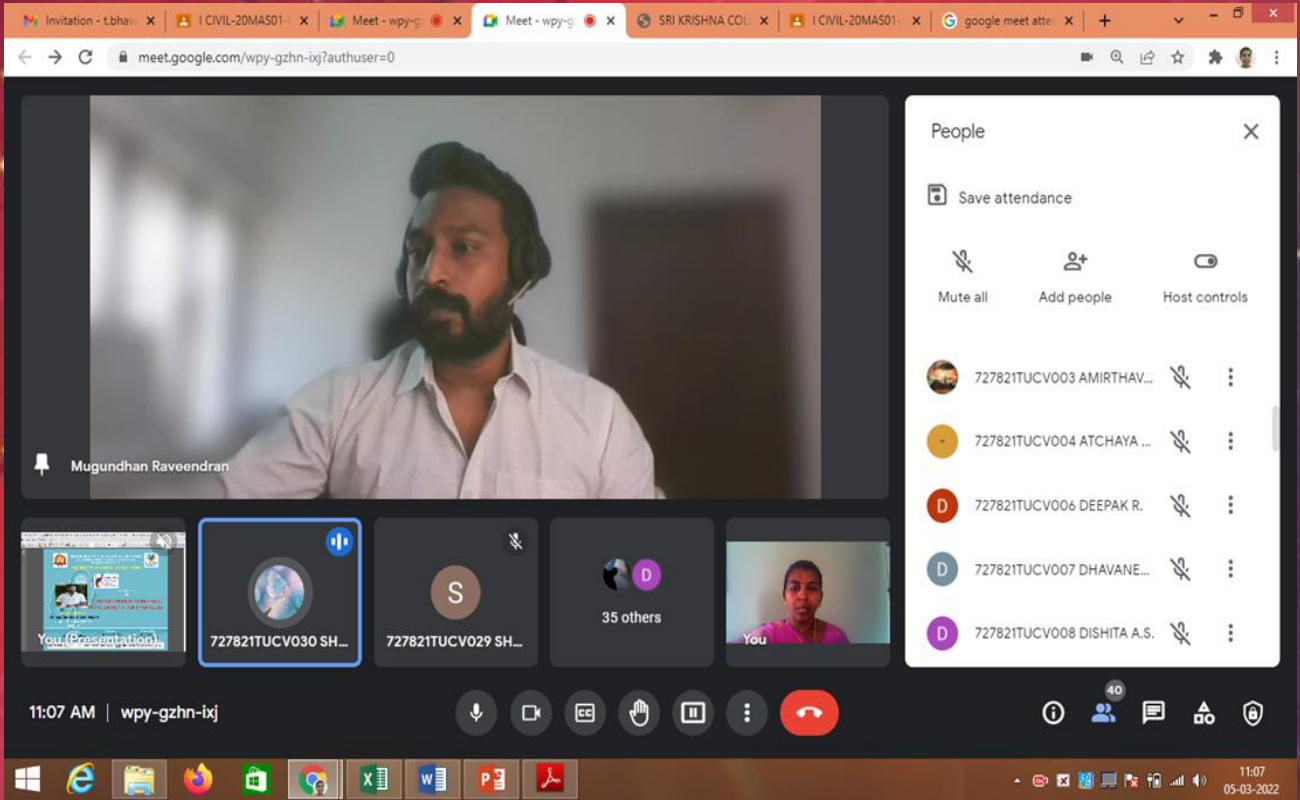 Invitation - t.bhava
I CIVIL-20MAS01-
Meet - wpy-g
Meet - wpy-g
SRI KRISHNA COL
I CIVIL-20MAS01-
google meet atte
meet.google.com/wpy-gzhn-ixj?authuser=0
People
Save attendance
Mute all
Add people
Host controls
727821TUCV003 AMIRTHAV...
727821TUCV004 ATCHAYA ...
D
727821TUCV006 DEEPAK R.
D
727821TUCV007 DHAVANE...
D
727821TUCV008 DISHITA A.S.
Mugundhan Raveendran
You (Presentation)
727821TUCV030 SH...
S
727821TUCV029 SH...
D
35 others
You
11:07 AM | wpy-gzhn-ixj
CC
40
11:07
05-03-2022